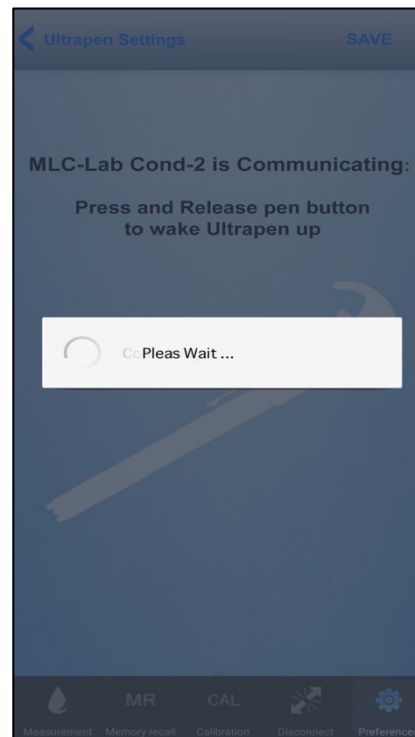 Ultrapen Settings SAVE
MLC-Lab Cond-2 is Communicating:
Press and Release pen button
to wake Ultrapen up
Pleas Wait ...
MR CAL
Measurement Memory recall Calibration Disconnect Preference